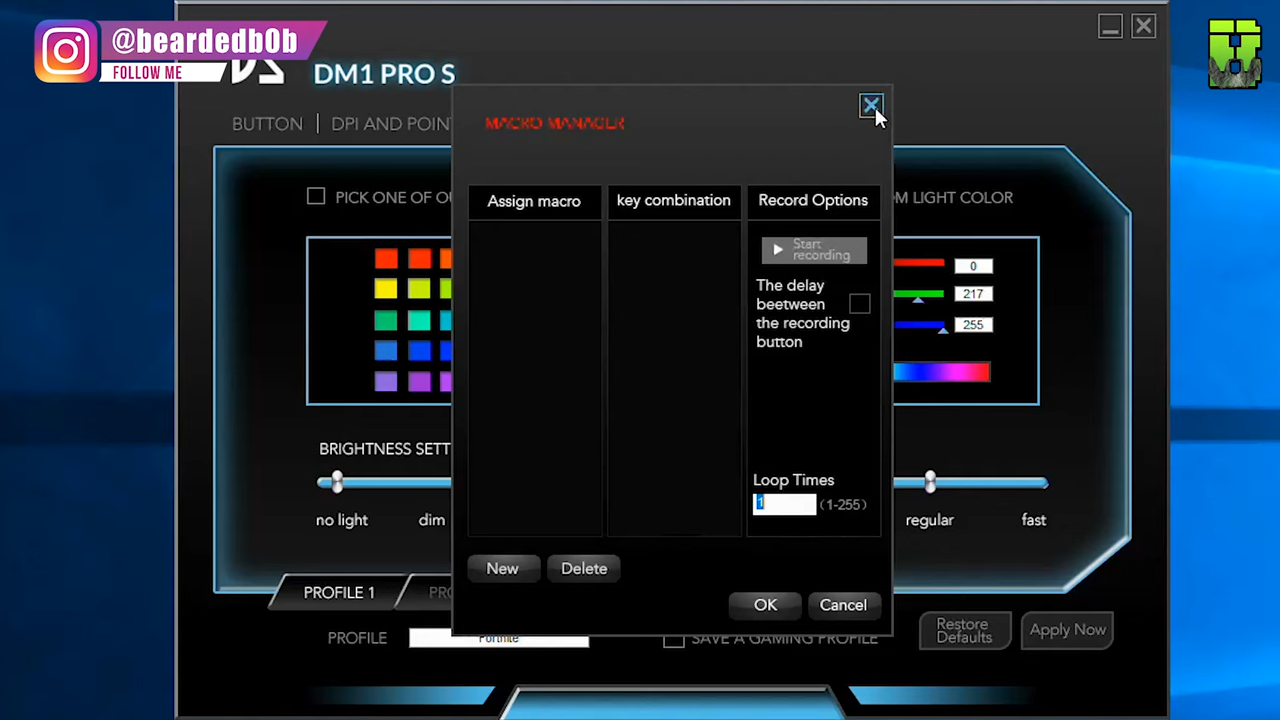 @beardedb0b
FOLLOW ME
DM1 PRO S
BUTTON
DPI AND POIN
MACRO MANAGER
PICK ONE OF OU
M LIGHT COLOR
Assign macro
key combination
Record Options
Start
recording
The delay
beetween
the recording
button
0
217
255
BRIGHTNESS SETT
no light
dim
regular
fast
Loop Times
1
(1-255)
New
Delete
OK
Cancel
PROFILE 1
PR
PROFILE
Fortnite
SAVE A GAMING PROFILE
Restore
Defaults
Apply Now